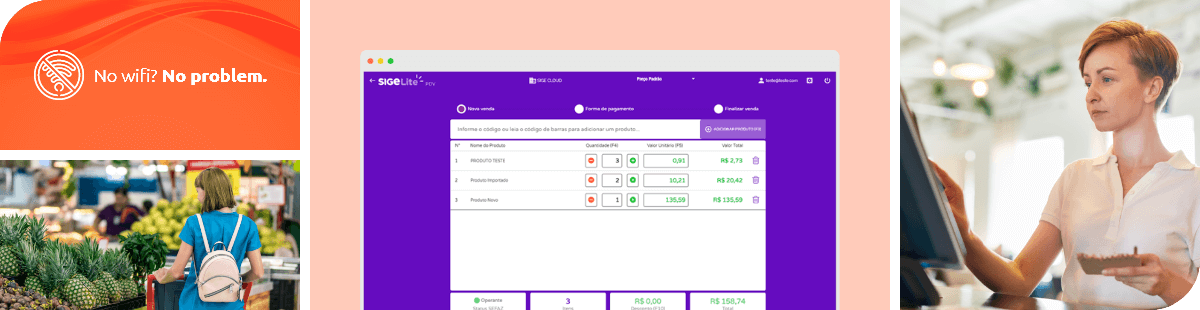 No wifi? No problem.
SIGE Lite PDV
SIGE CLOUD
Preço Padrão
teste@teste.com
Nova venda
Forma de pagamento
Finalizar venda
Informe o código ou leia o código de barras para adicionar um produto...
ADICIONAR PRODUTO (F3)
N° Nome do Produto Quantidade (F4) Valor Unitário (F5) Valor Total
1 PRODUTO TESTE 3 0,91 R$ 2,73
2 Produto Importado 2 10,21 R$ 20,42
3 Produto Novo 1 135,59 R$ 135,59
Operante 3 R$ 0,00 R$ 158,74
Status SEFAZ Itens Desconto (F10) Total